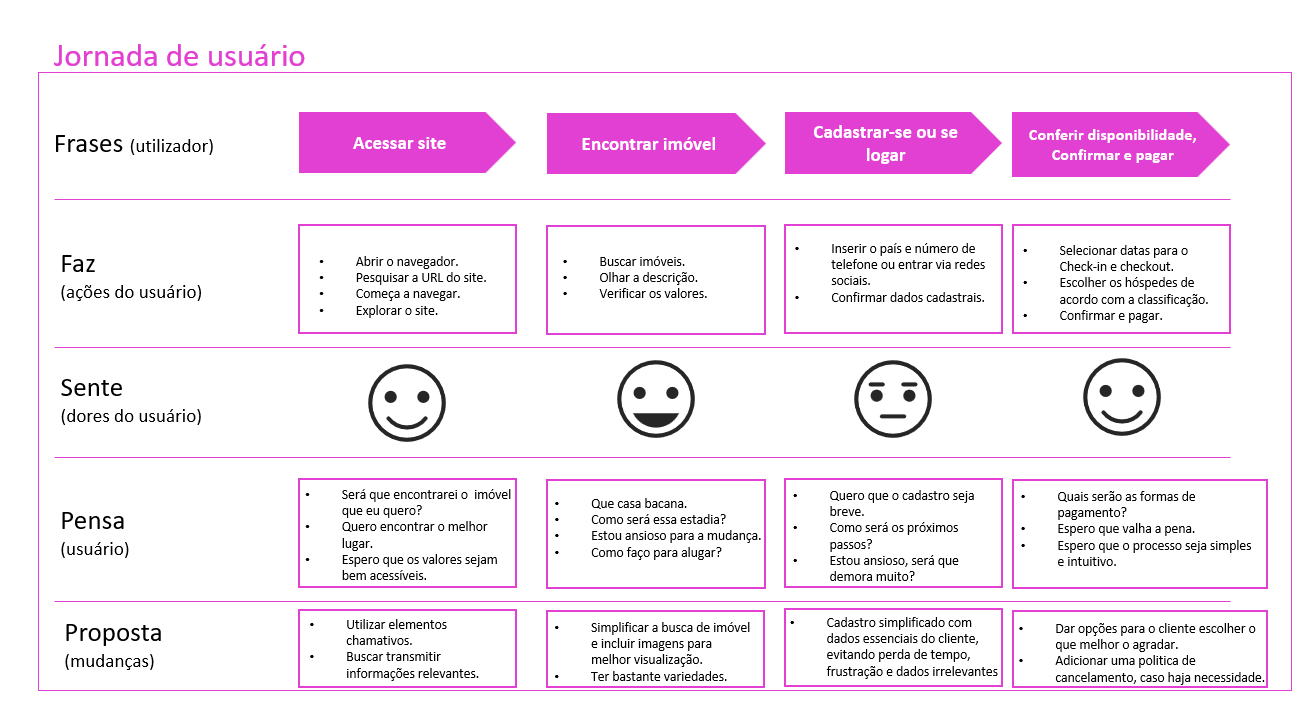 Jornada de usuário
Frases (utilizador)
Acessar site
Encontrar imóvel
Cadastrar-se ou se
logar
Conferir disponibilidade,
Confirmar e pagar
Faz
(ações do usuário)
• Abrir o navegador.
• Pesquisar a URL do site.
• Começa a navegar.
• Explorar o site.
• Buscar imóveis.
• Olhar a descrição.
• Verificar os valores.
• Inserir o país e número de
telefone ou entrar via redes
sociais.
• Confirmar dados cadastrais.
• Selecionar datas para o
Check-in e checkout.
• Escolher os hóspedes de
acordo com a classificação.
• Confirmar e pagar.
Sente
(dores do usuário)
Pensa
(usuário)
• Será que encontrarei o imóvel
que eu quero?
• Quero encontrar o melhor
lugar.
• Espero que os valores sejam
bem acessíveis.
• Que casa bacana.
• Como será essa estadia?
• Estou ansioso para a mudança.
• Como faço para alugar?
• Quero que o cadastro seja
breve.
• Como será os próximos
passos?
• Estou ansioso, será que
demora muito?
• Quais serão as formas de
pagamento?
• Espero que valha a pena.
• Espero que o processo seja simples
e intuitivo.
Proposta
(mudanças)
• Utilizar elementos
chamativos.
• Buscar transmitir
informações relevantes.
• Simplificar a busca de imóvel
e incluir imagens para
melhor visualização.
• Ter bastante variedades.
• Cadastro simplificado com
dados essenciais do cliente,
evitando perda de tempo,
frustração e dados irrelevantes
• Dar opções para o cliente escolher o
que melhor o agradar.
• Adicionar uma politica de
cancelamento, caso haja necessidade.